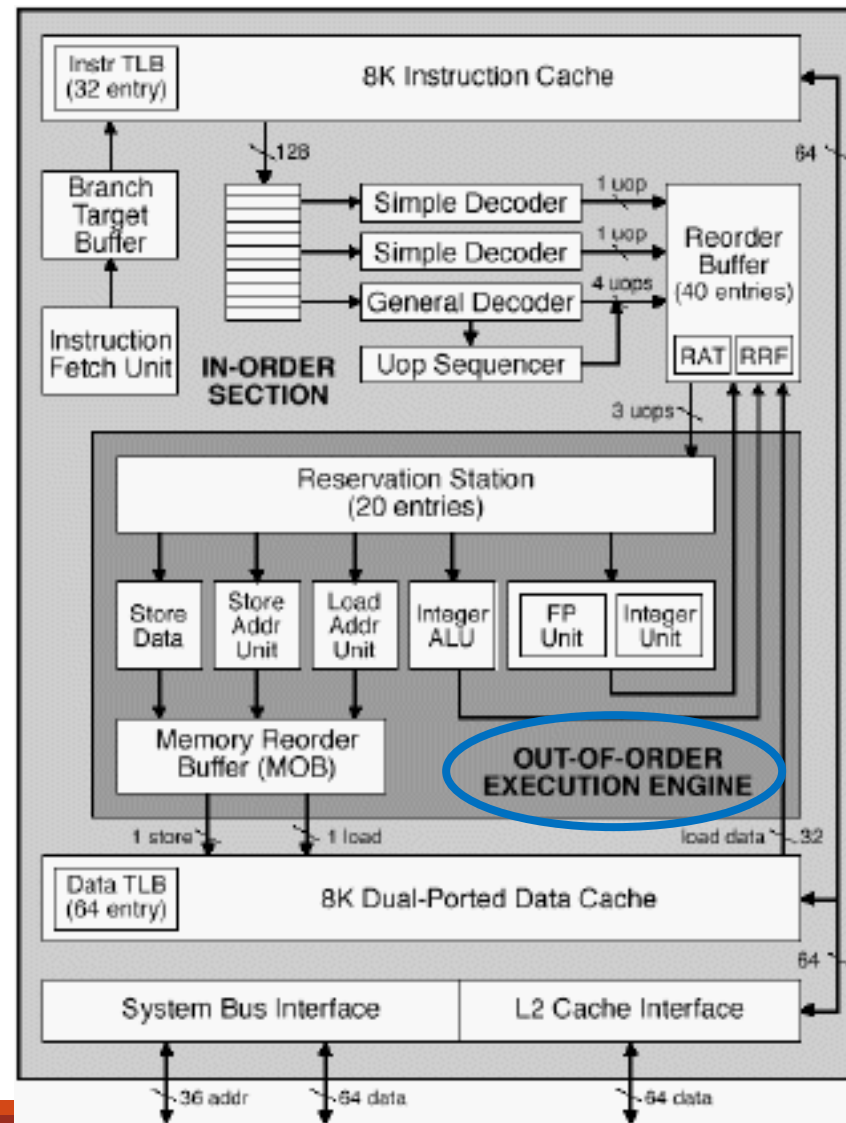 Instr TLB
(32 entry)
8K Instruction Cache
128
64
Branch
Target
Buffer
Simple Decoder
1 uop
Simple Decoder
1 uop
General Decoder
4 uops
Reorder
Buffer
(40 entries)
Instruction
Fetch Unit
IN-ORDER
SECTION
Uop Sequencer
RAT
RRF
3 uops
Reservation Station
(20 entries)
Store
Data
Store
Addr
Unit
Load
Addr
Unit
Integer
ALU
FP
Unit
Integer
Unit
Memory Reorder
Buffer (MOB)
OUT-OF-ORDER
EXECUTION ENGINE
1 store
1 load
load data
32
Data TLB
(64 entry)
8K Dual-Ported Data Cache
64
System Bus Interface
L2 Cache Interface
36 addr
64 data
64 data